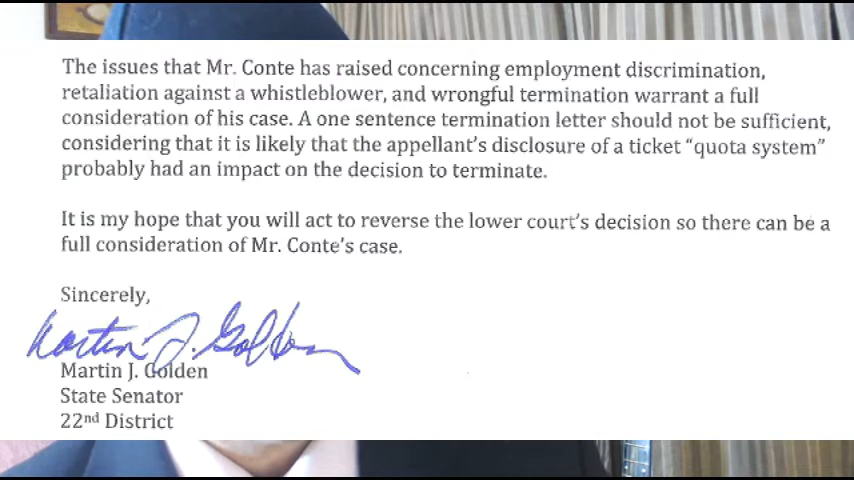 The issues that Mr. Conte has raised concerning employment discrimination,
retaliation against a whistleblower, and wrongful termination warrant a full
consideration of his case. A one sentence termination letter should not be sufficient,
considering that it is likely that the appellant's disclosure of a ticket “quota system”
probably had an impact on the decision to terminate.
It is my hope that you will act to reverse the lower court's decision so there can be a
full consideration of Mr. Conte's case.
Sincerely,
Martin J. Golden
Martin J. Golden
State Senator
22nd District